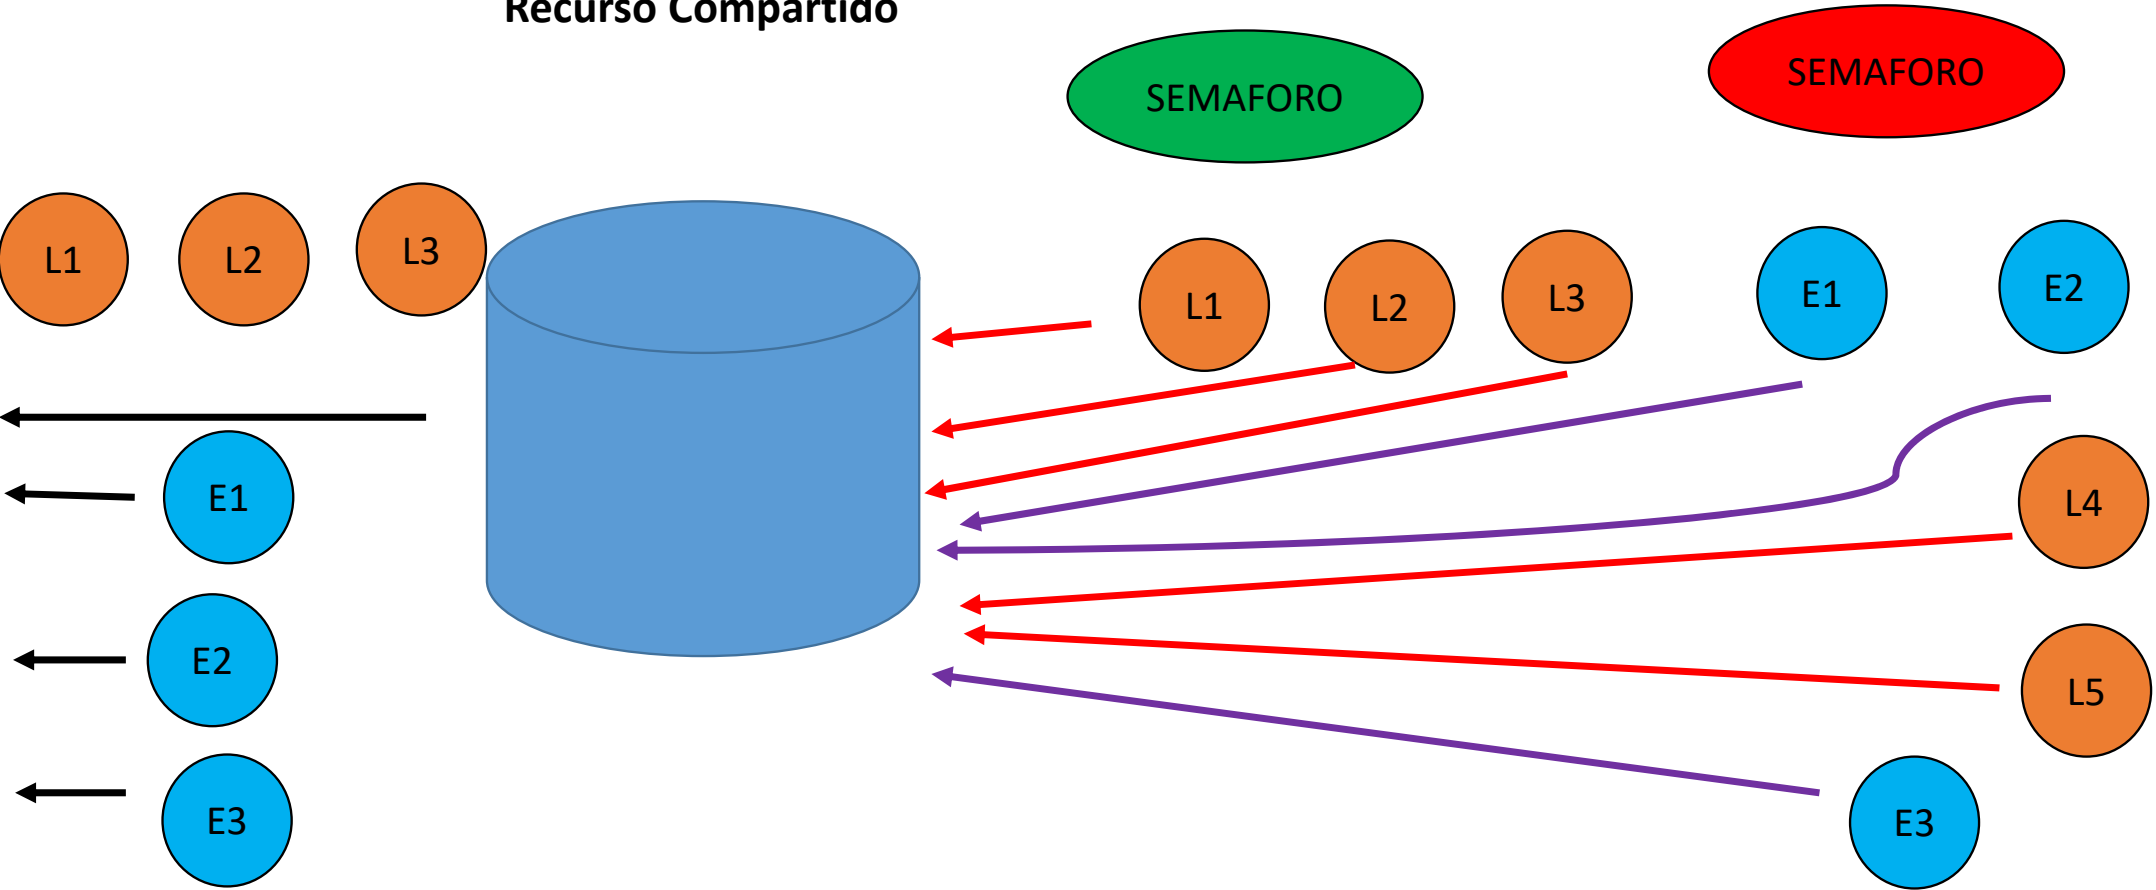 Recurso Compartido
SEMAFORO
SEMAFORO
L1
L2
L3
L1
L2
L3
E1
E2
E1
L4
E2
L5
E3
E3